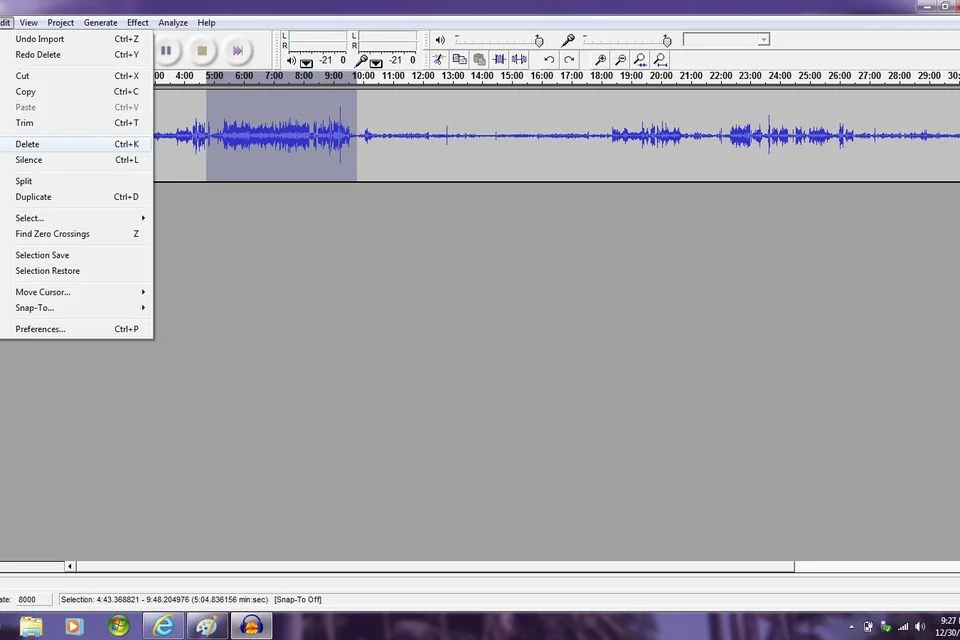 dit View Project Generate Effect Analyze Help
Undo Import Ctrl+Z
Redo Delete Ctrl+Y
Cut Ctrl+X
Copy Ctrl+C
Paste Ctrl+V
Trim Ctrl+T
Delete Ctrl+K
Silence Ctrl+L
Split
Duplicate Ctrl+D
Select...
Find Zero Crossings Z
Selection Save
Selection Restore
Move Cursor...
Snap-To...
Preferences... Ctrl+P
L L
R R
-21 0 -21 0
00 4:00 5:00 6:00 7:00 8:00 9:00 10:00 11:00 12:00 13:00 14:00 15:00 16:00 17:00 18:00 19:00 20:00 21:00 22:00 23:00 24:00 25:00 26:00 27:00 28:00 29:00 30:
ate: 8000 Selection: 4:43.368821 - 9:48.204976 (5:04.836156 min:sec) [Snap-To Off]
9:27
12/30/